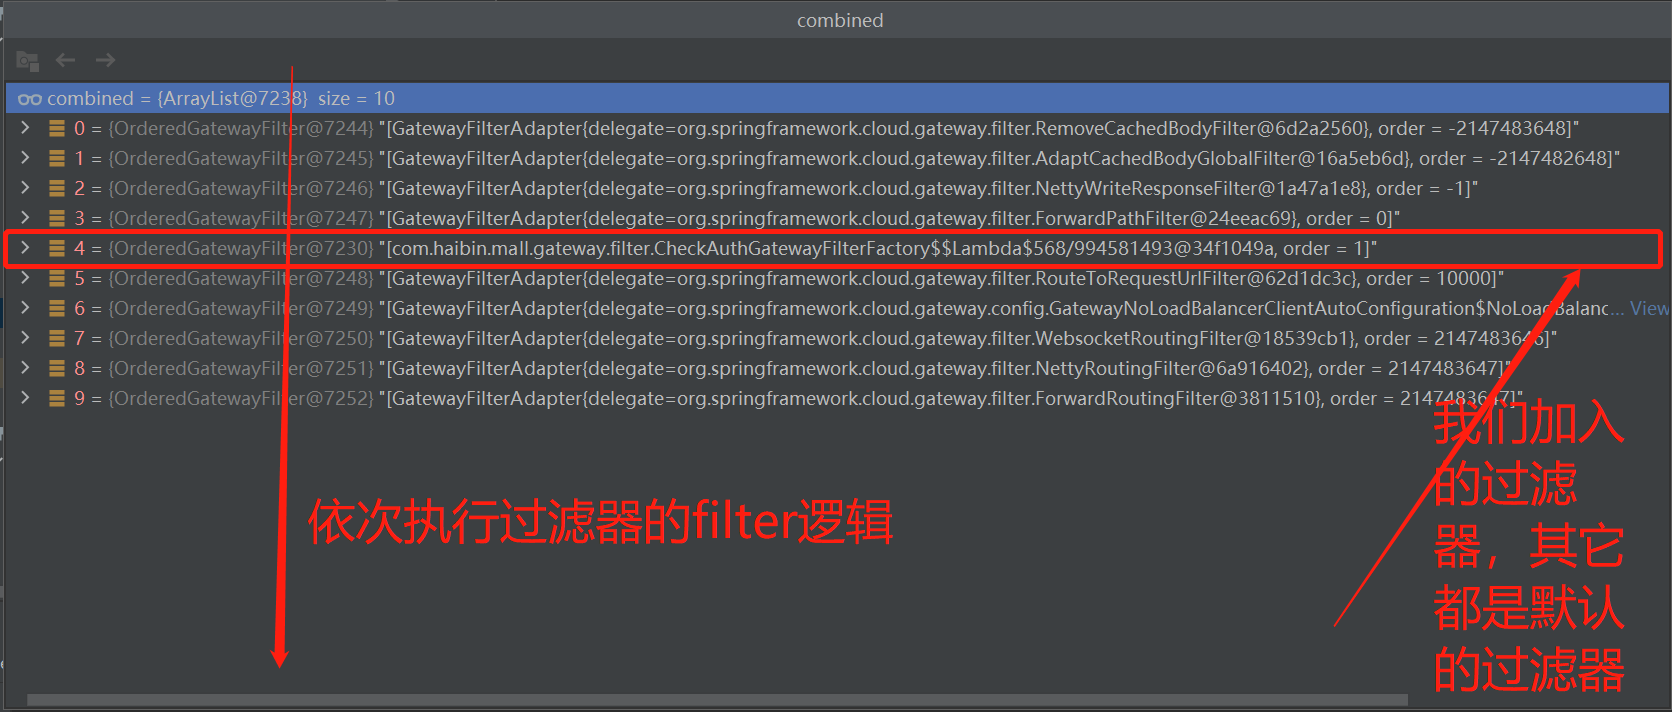 combined
combined = {ArrayList@7238} size = 10
0 = {OrderedGatewayFilter@7244} "[GatewayFilterAdapter{delegate=org.springframework.cloud.gateway.filter.RemoveCachedBodyFilter@6d2a2560}, order = -2147483648]"
1 = {OrderedGatewayFilter@7245} "[GatewayFilterAdapter{delegate=org.springframework.cloud.gateway.filter.AdaptCachedBodyGlobalFilter@16a5eb6d}, order = -2147482648]"
2 = {OrderedGatewayFilter@7246} "[GatewayFilterAdapter{delegate=org.springframework.cloud.gateway.filter.NettyWriteResponseFilter@1a47a1e8}, order = -1]"
3 = {OrderedGatewayFilter@7247} "[GatewayFilterAdapter{delegate=org.springframework.cloud.gateway.filter.ForwardPathFilter@24eeac69}, order = 0]"
4 = {OrderedGatewayFilter@7230} "[com.haibin.mall.gateway.filter.CheckAuthGatewayFilterFactory$$Lambda$568/994581493@34f1049a, order = 1]"
5 = {OrderedGatewayFilter@7248} "[GatewayFilterAdapter{delegate=org.springframework.cloud.gateway.filter.RouteToRequestUrlFilter@62d1dc3c}, order = 10000]"
6 = {OrderedGatewayFilter@7249} "[GatewayFilterAdapter{delegate=org.springframework.cloud.gateway.config.GatewayNoLoadBalancerClientAutoConfiguration$NoLoadBalanc... View
7 = {OrderedGatewayFilter@7250} "[GatewayFilterAdapter{delegate=org.springframework.cloud.gateway.filter.WebsocketRoutingFilter@18539cb1}, order = 2147483646]"
8 = {OrderedGatewayFilter@7251} "[GatewayFilterAdapter{delegate=org.springframework.cloud.gateway.filter.NettyRoutingFilter@6a916402}, order = 2147483647]"
9 = {OrderedGatewayFilter@7252} "[GatewayFilterAdapter{delegate=org.springframework.cloud.gateway.filter.ForwardRoutingFilter@3811510}, order = 2147483647]"
依次执行过滤器的filter逻辑
我们加入
的过滤
器，其它
都是默认
的过滤器